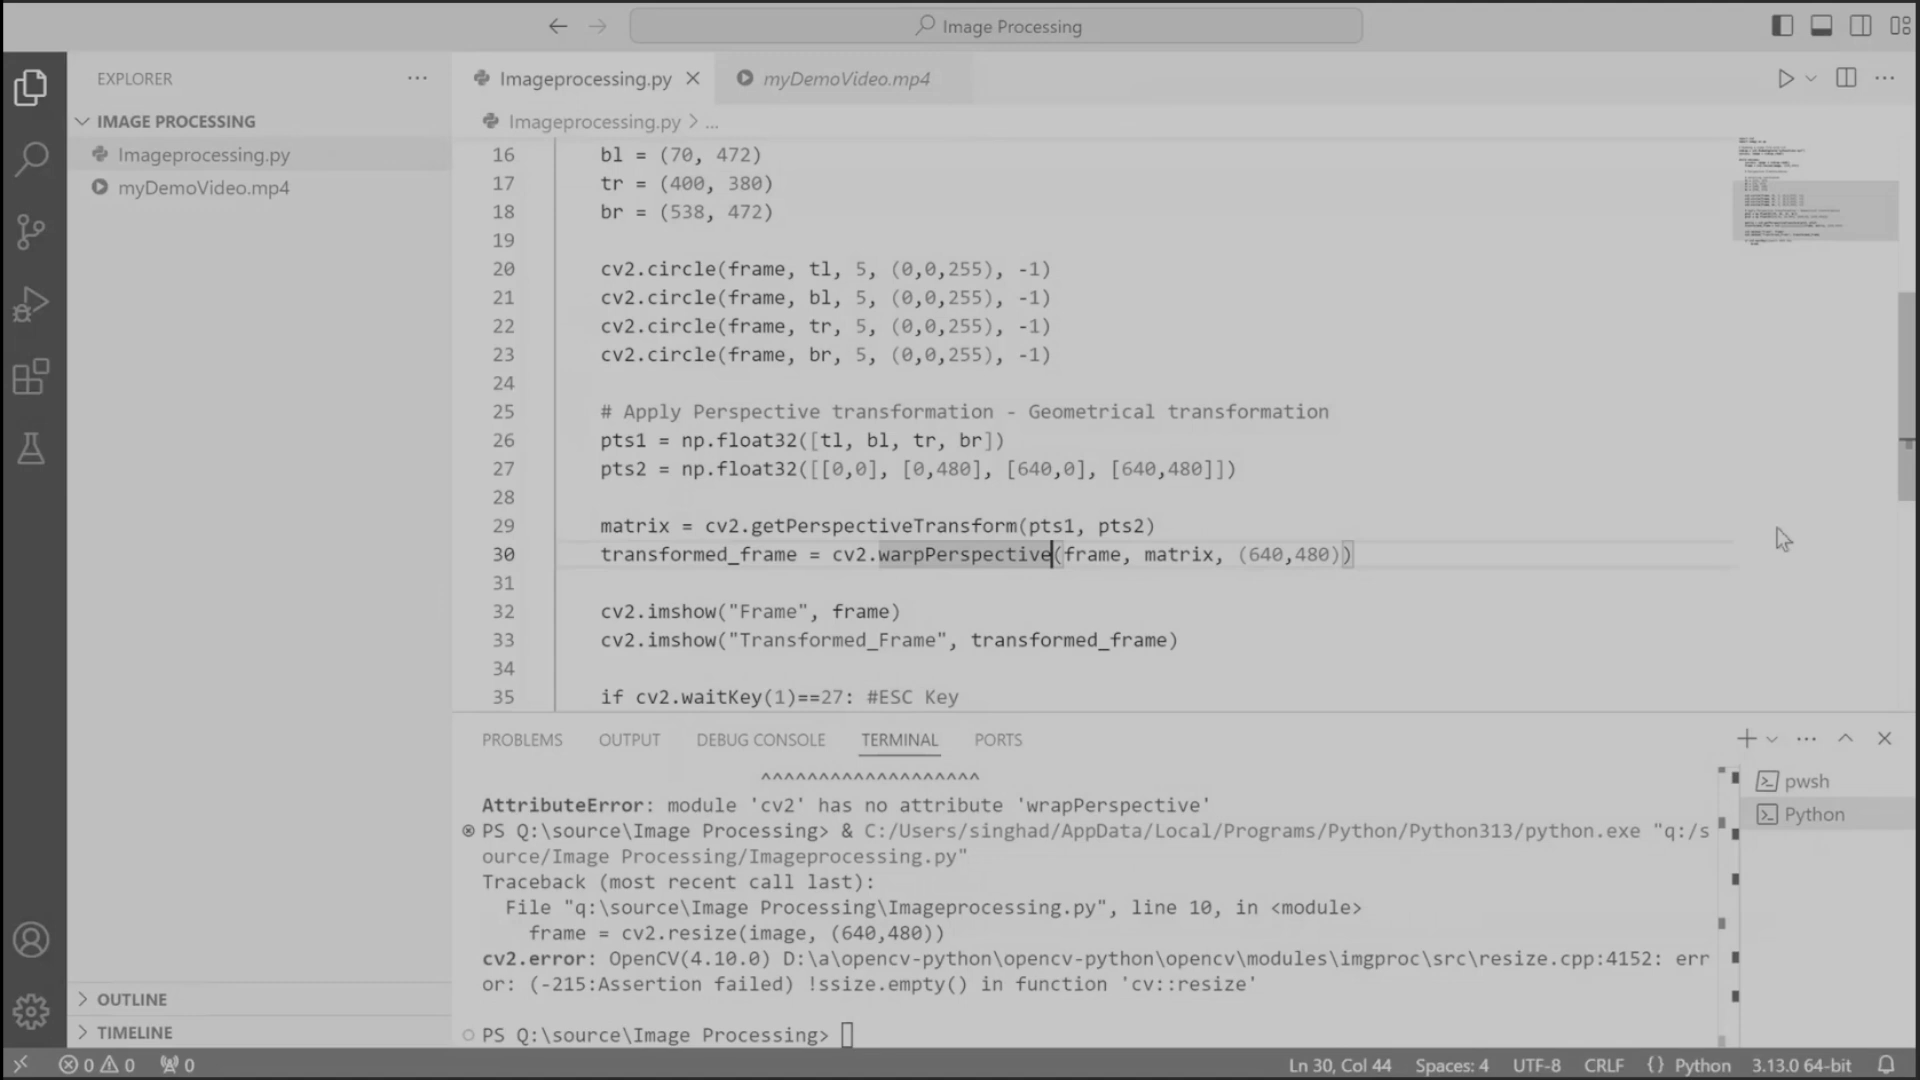 Image Processing
EXPLORER
IMAGE PROCESSING
Imageprocessing.py
myDemoVideo.mp4
OUTLINE
TIMELINE
Imageprocessing.py
myDemoVideo.mp4
Imageprocessing.py > ...
16 bl = (70, 472)
17 tr = (400, 380)
18 br = (538, 472)
19
20 cv2.circle(frame, tl, 5, (0,0,255), -1)
21 cv2.circle(frame, bl, 5, (0,0,255), -1)
22 cv2.circle(frame, tr, 5, (0,0,255), -1)
23 cv2.circle(frame, br, 5, (0,0,255), -1)
24
25 # Apply Perspective transformation - Geometrical transformation
26 pts1 = np.float32([tl, bl, tr, br])
27 pts2 = np.float32([[0,0], [0,480], [640,0], [640,480]])
28
29 matrix = cv2.getPerspectiveTransform(pts1, pts2)
30 transformed_frame = cv2.warpPerspective(frame, matrix, (640,480))
31
32 cv2.imshow("Frame", frame)
33 cv2.imshow("Transformed_Frame", transformed_frame)
34
35 if cv2.waitKey(1)==27: #ESC Key
PROBLEMS OUTPUT DEBUG CONSOLE TERMINAL PORTS
^^^^^^^^^^^^^^^^^^^
AttributeError: module 'cv2' has no attribute 'wrapPerspective'
PS Q:\source\Image Processing> & C:/Users/singhad/AppData/Local/Programs/Python/Python313/python.exe "q:/s
ource/Image Processing/Imageprocessing.py"
Traceback (most recent call last):
File "q:\source\Image Processing\Imageprocessing.py", line 10, in <module>
frame = cv2.resize(image, (640,480))
cv2.error: OpenCV(4.10.0) D:\a\opencv-python\opencv-python\opencv\modules\imgproc\src\resize.cpp:4152: err
or: (-215:Assertion failed) !ssize.empty() in function 'cv::resize'
PS Q:\source\Image Processing>
pwsh
Python
0 0 0 Ln 30, Col 44 Spaces: 4 UTF-8 CRLF {} Python 3.13.0 64-bit